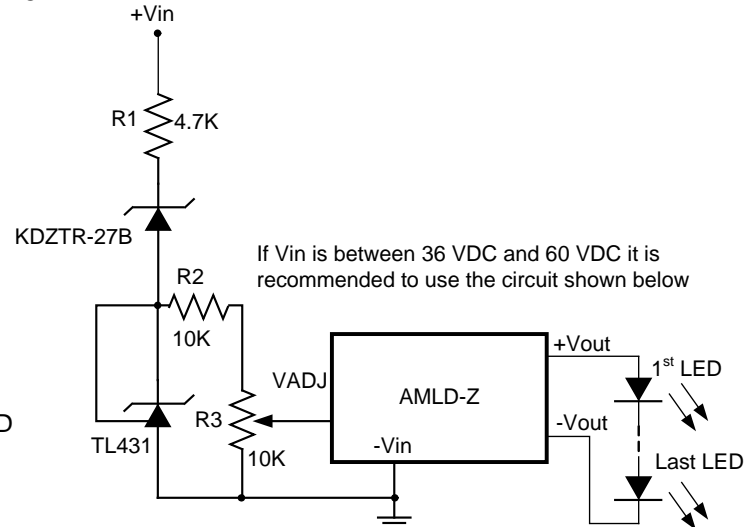 +Vin
R1
4.7K
KDZTR-27B
If Vin is between 36 VDC and 60 VDC it is
recommended to use the circuit shown below
R2
10K
+Vout
1st LED
VADJ
AMLD-Z
R3
-Vout
D
TL431
-Vin
10K
Last LED